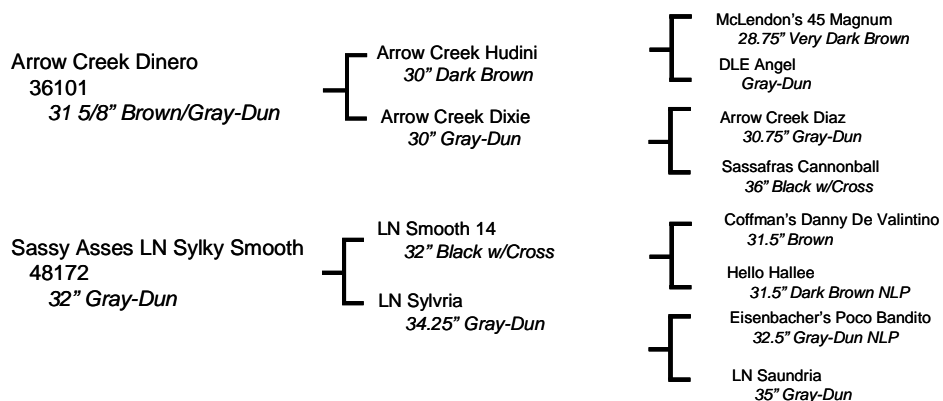 Arrow Creek Dinero
36101
31 5/8” Brown/Gray-Dun
Arrow Creek Hudini
30” Dark Brown
Arrow Creek Dixie
30” Gray-Dun
McLendon’s 45 Magnum
28.75” Very Dark Brown
DLE Angel
Gray-Dun
Arrow Creek Diaz
30.75” Gray-Dun
Sassafras Cannonball
36” Black w/Cross
Sassy Asses LN Sylky Smooth
48172
32” Gray-Dun
LN Smooth 14
32” Black w/Cross
LN Sylvria
34.25” Gray-Dun
Coffman’s Danny De Valintino
31.5” Brown
Hello Hallee
31.5” Dark Brown NLP
Eisenbacher’s Poco Bandito
32.5” Gray-Dun NLP
LN Saundria
35” Gray-Dun